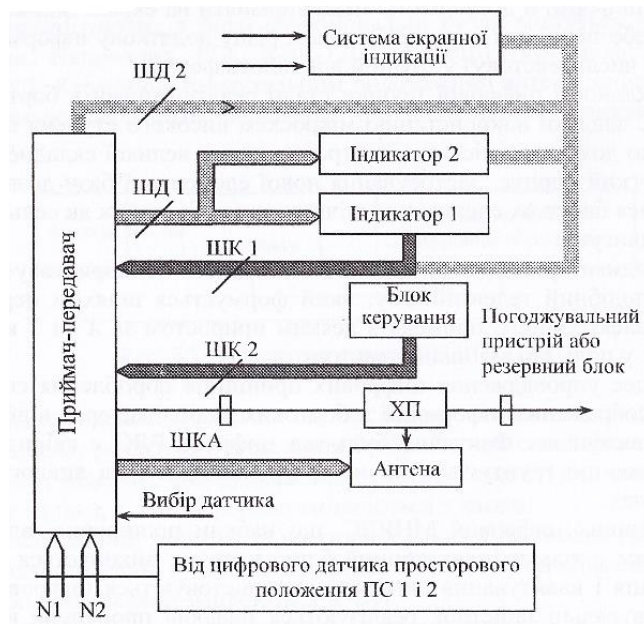 Система екранної
індикації
ШД 2
Індикатор 2
ШД 1
Індикатор 1
ШК 1
Блок
керування
Погоджувальний
пристрій або
резервний блок
Приймач-передавач
ШК 2
ХП
ШКА
Антена
Вибір датчика
Від цифрового датчика просторового
положення ПС 1 і 2
N1 N2